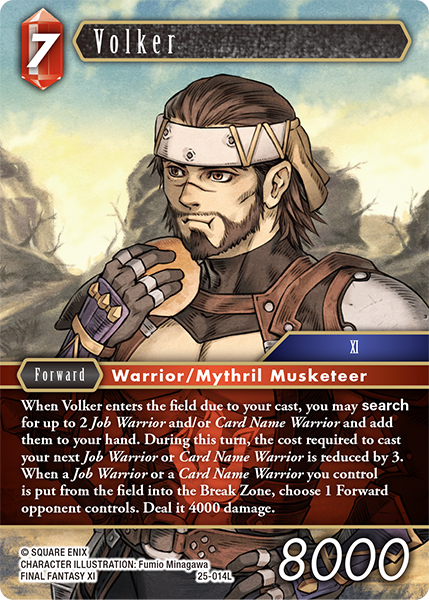 7
Volker
XI
Forward
Warrior/Mythril Musketeer
When Volker enters the field due to your cast, you may search
for up to 2 Job Warrior and/or Card Name Warrior and add
them to your hand. During this turn, the cost required to cast
your next Job Warrior or Card Name Warrior is reduced by 3.
When a Job Warrior or a Card Name Warrior you control
is put from the field into the Break Zone, choose 1 Forward
opponent controls. Deal it 4000 damage.
© SQUARE ENIX
CHARACTER ILLUSTRATION: Fumio Minagawa
FINAL FANTASY XI
25-014L
8000